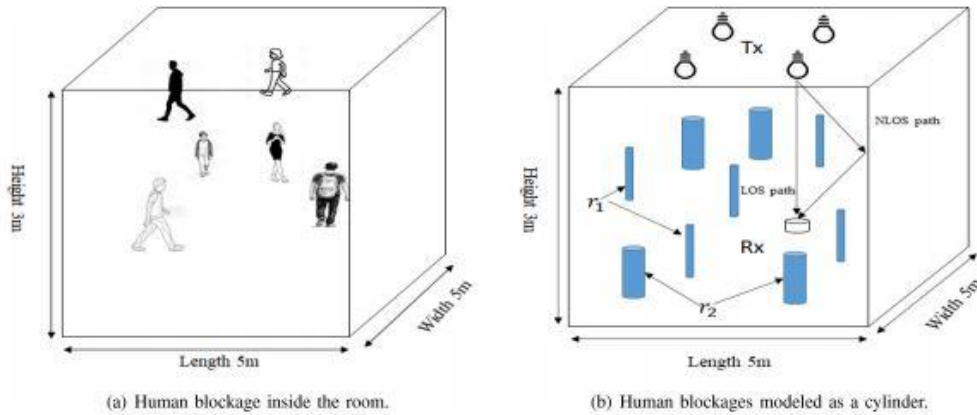 Height 3m
Width 5m
Length 5m
(a) Human blockage inside the room.
Tx
NLOS path
LOS path
Height 3m
r1
Rx
r2
Width 5m
Length 5m
(b) Human blockages modeled as a cylinder.